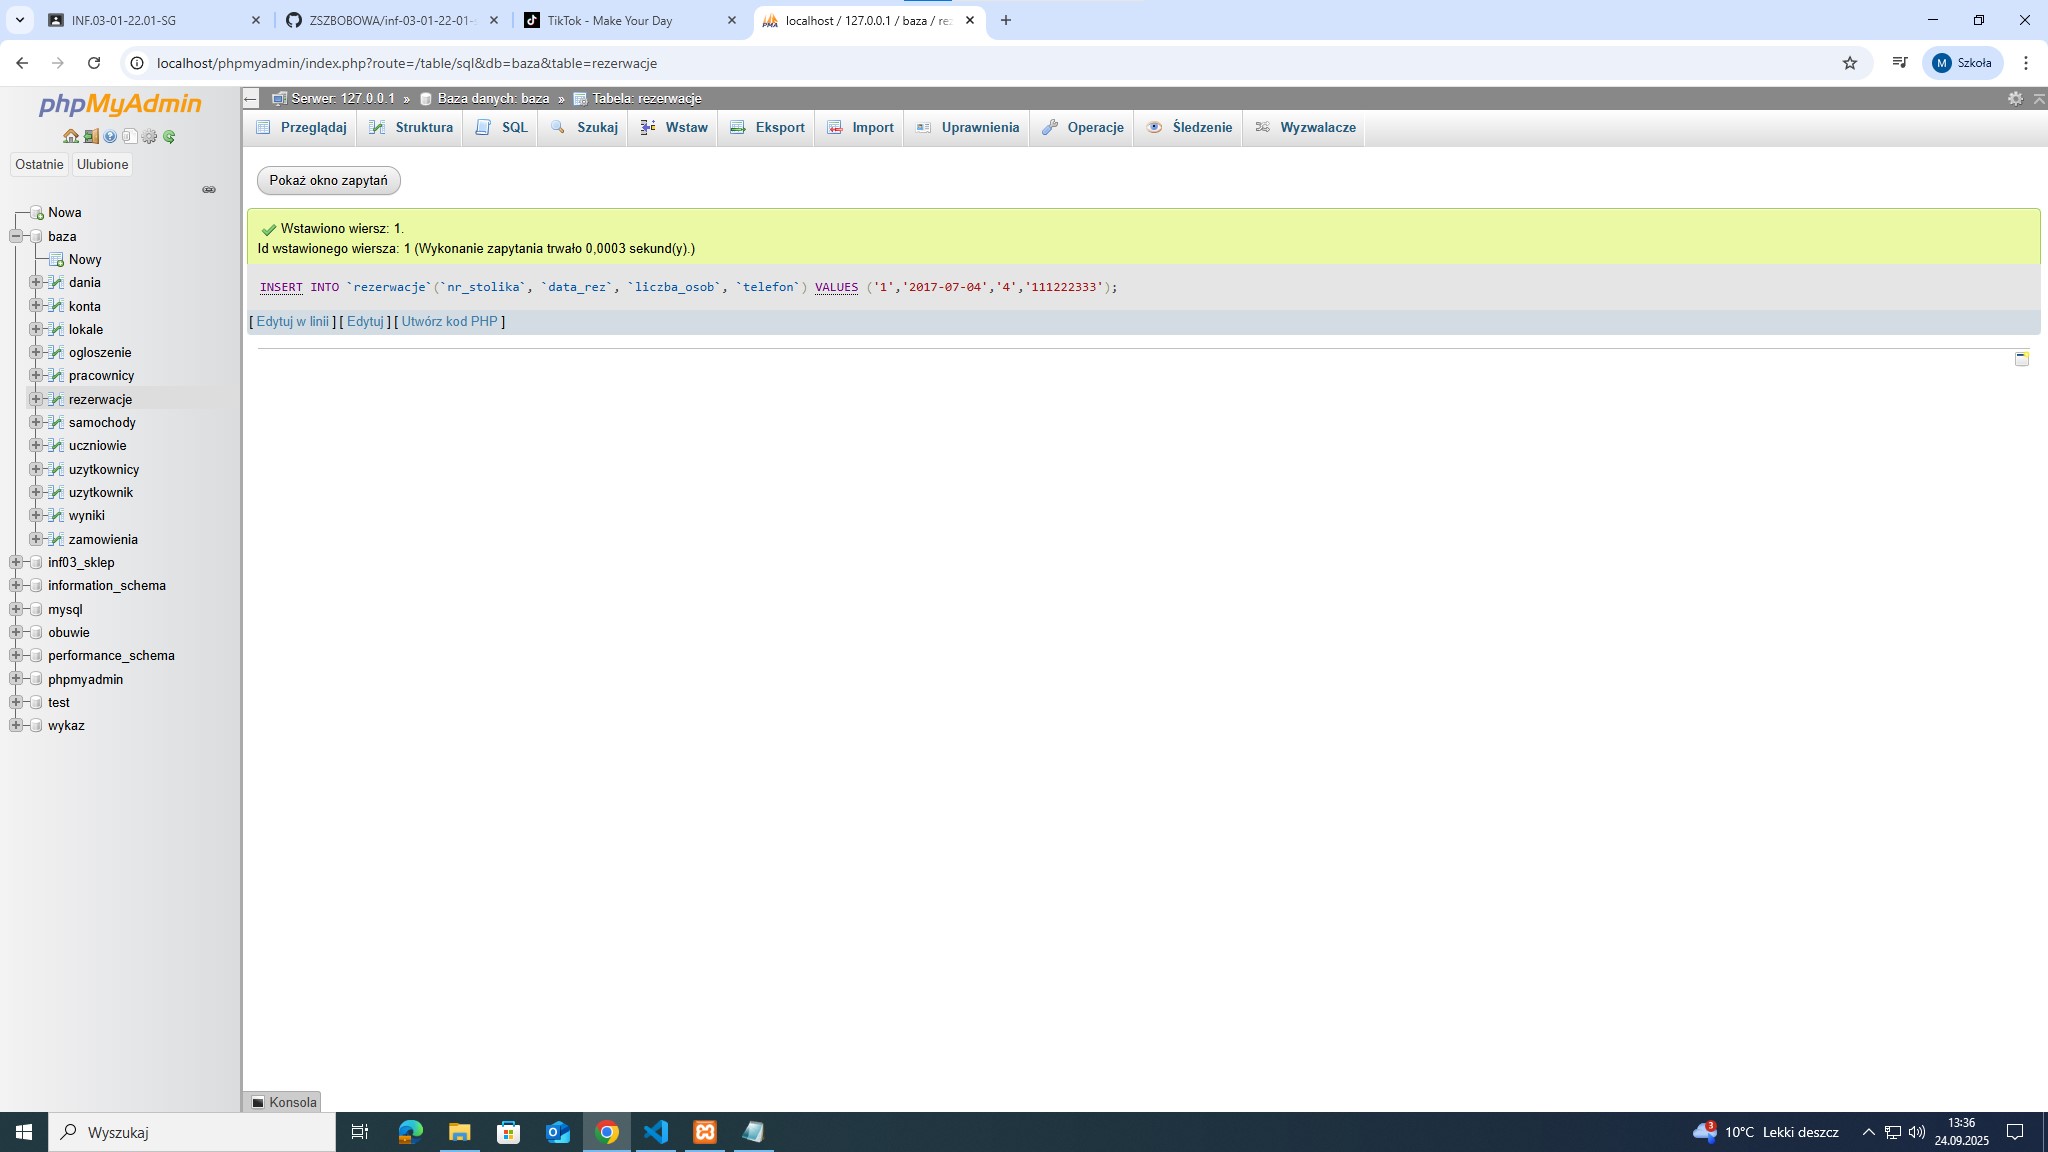 INF.03-01-22.01-SG
ZSZBOBOWA/inf-03-01-22-01-s
TikTok - Make Your Day
localhost / 127.0.0.1 / baza / rez
localhost/phpmyadmin/index.php?route=/table/sql&db=baza&table=rezerwacje
M Szkoła
phpMyAdmin
Ostatnie Ulubione
Nowa
baza
Nowy
dania
konta
lokale
ogloszenie
pracownicy
rezerwacje
samochody
uczniowie
uzytkownicy
uzytkownik
wyniki
zamowienia
inf03_sklep
information_schema
mysql
obuwie
performance_schema
phpmyadmin
test
wykaz
Serwer: 127.0.0.1 » Baza danych: baza » Tabela: rezerwacje
Przeglądaj Struktura SQL Szukaj Wstaw Eksport Import Uprawnienia Operacje Śledzenie Wyzwalacze
Pokaż okno zapytań
Wstawiono wiersz: 1.
Id wstawionego wiersza: 1 (Wykonanie zapytania trwało 0,0003 sekund(y).)
INSERT INTO `rezerwacje`(`nr_stolika`, `data_rez`, `liczba_osob`, `telefon`) VALUES ('1','2017-07-04','4','111222333');
[ Edytuj w linii ] [ Edytuj ] [ Utwórz kod PHP ]
Konsola
Wyszukaj
3
10°C Lekki deszcz
13:36
24.09.2025